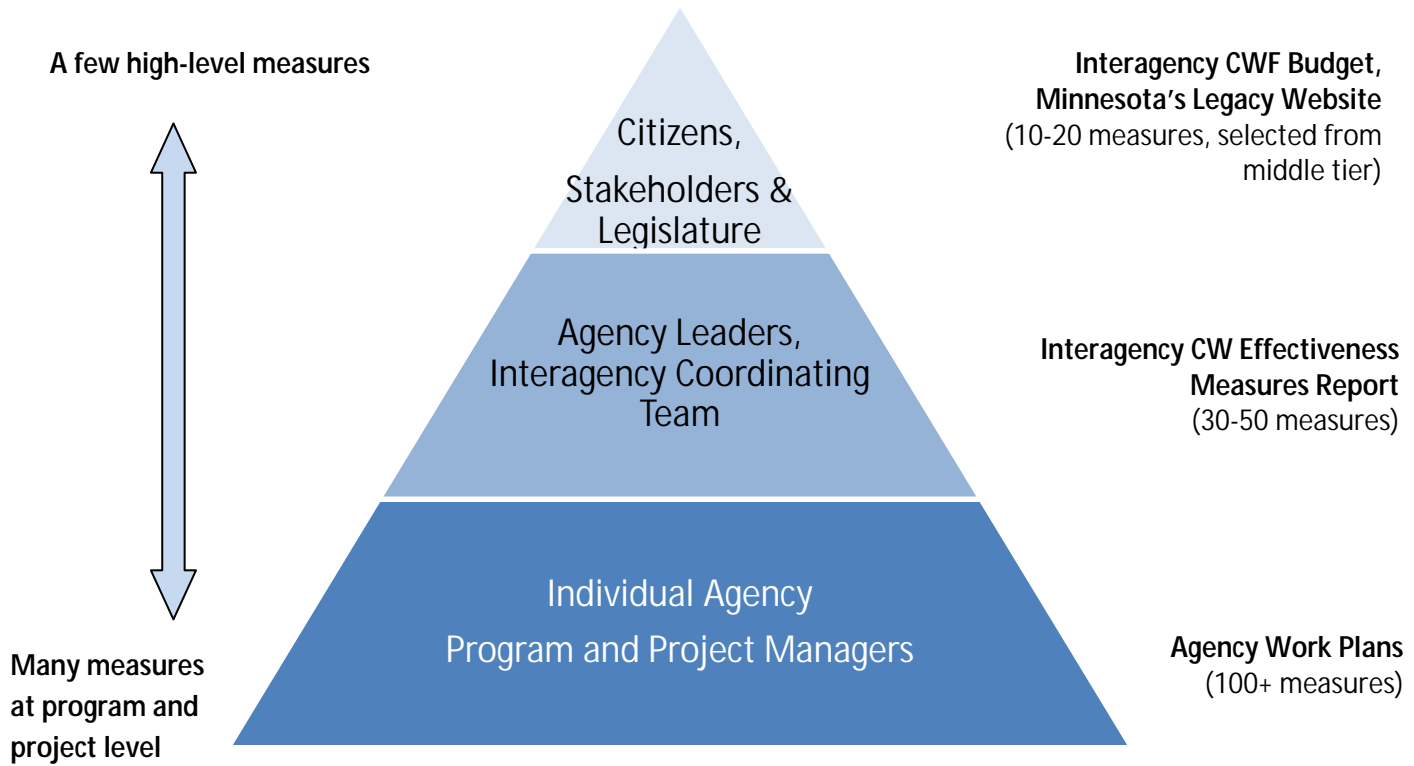 A few high-level measures
Interagency CWF Budget,
Minnesota's Legacy Website
(10-20 measures, selected from
middle tier)
Citizens,
Stakeholders &
Legislature
Agency Leaders,
Interagency Coordinating
Team
Interagency CW Effectiveness
Measures Report
(30-50 measures)
Individual Agency
Program and Project Managers
Agency Work Plans
(100+ measures)
Many measures
at program and
project level